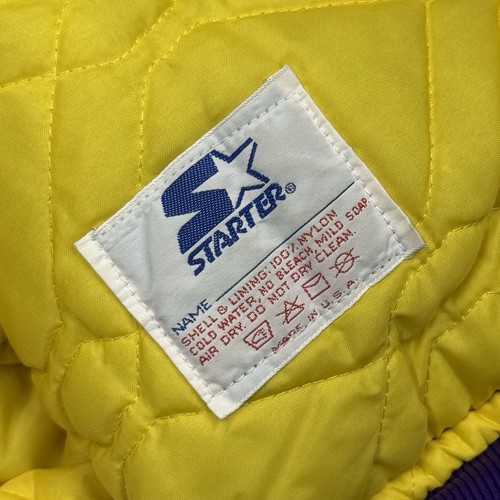 STARTER®
NAME
SHELL & LINING: 100% NYLON
COLD WATER, NO BLEACH, MILD SOAP
AIR DRY. DO NOT DRY CLEAN.
MADE IN U.S.A.